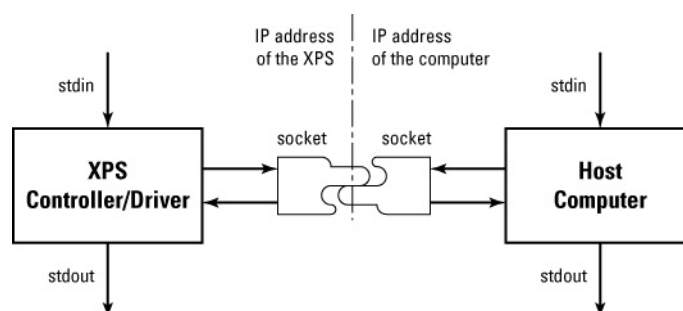 IP address
of the XPS
IP address
of the computer
stdin
stdin
socket
socket
XPS
Controller/Driver
Host
Computer
stdout
stdout